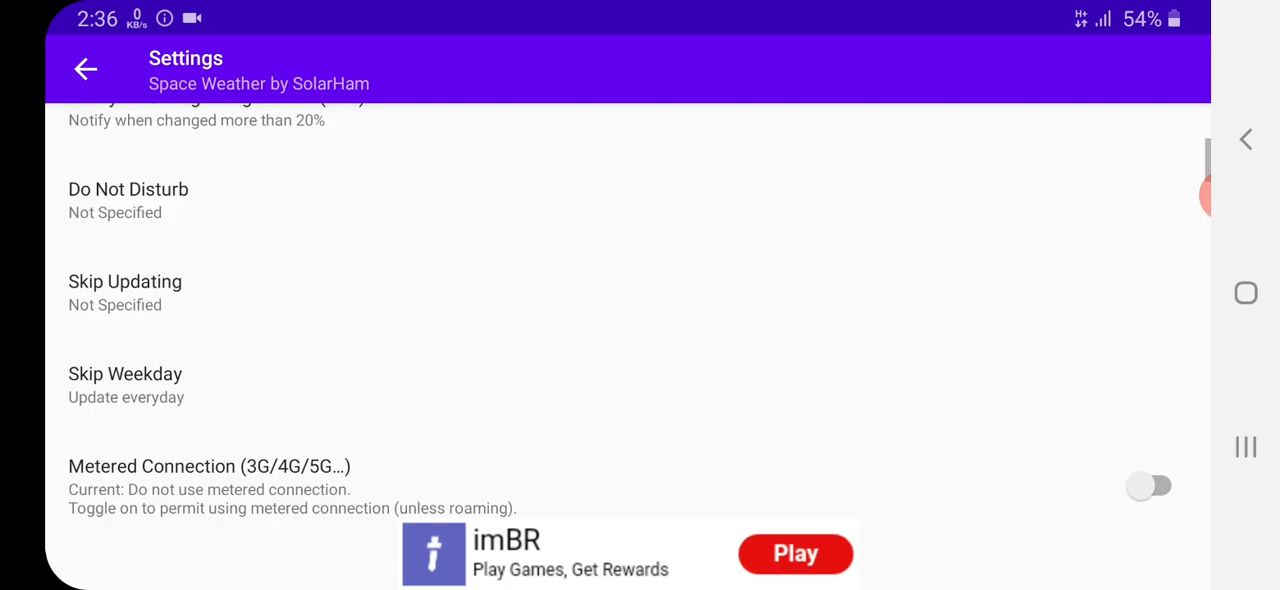 2:36 0 KB/s 54%
Settings
Space Weather by SolarHam
Notify when changed more than 20%
Do Not Disturb
Not Specified
Skip Updating
Not Specified
Skip Weekday
Update everyday
Metered Connection (3G/4G/5G...)
Current: Do not use metered connection.
Toggle on to permit using metered connection (unless roaming).
imBR
Play Games, Get Rewards
Play